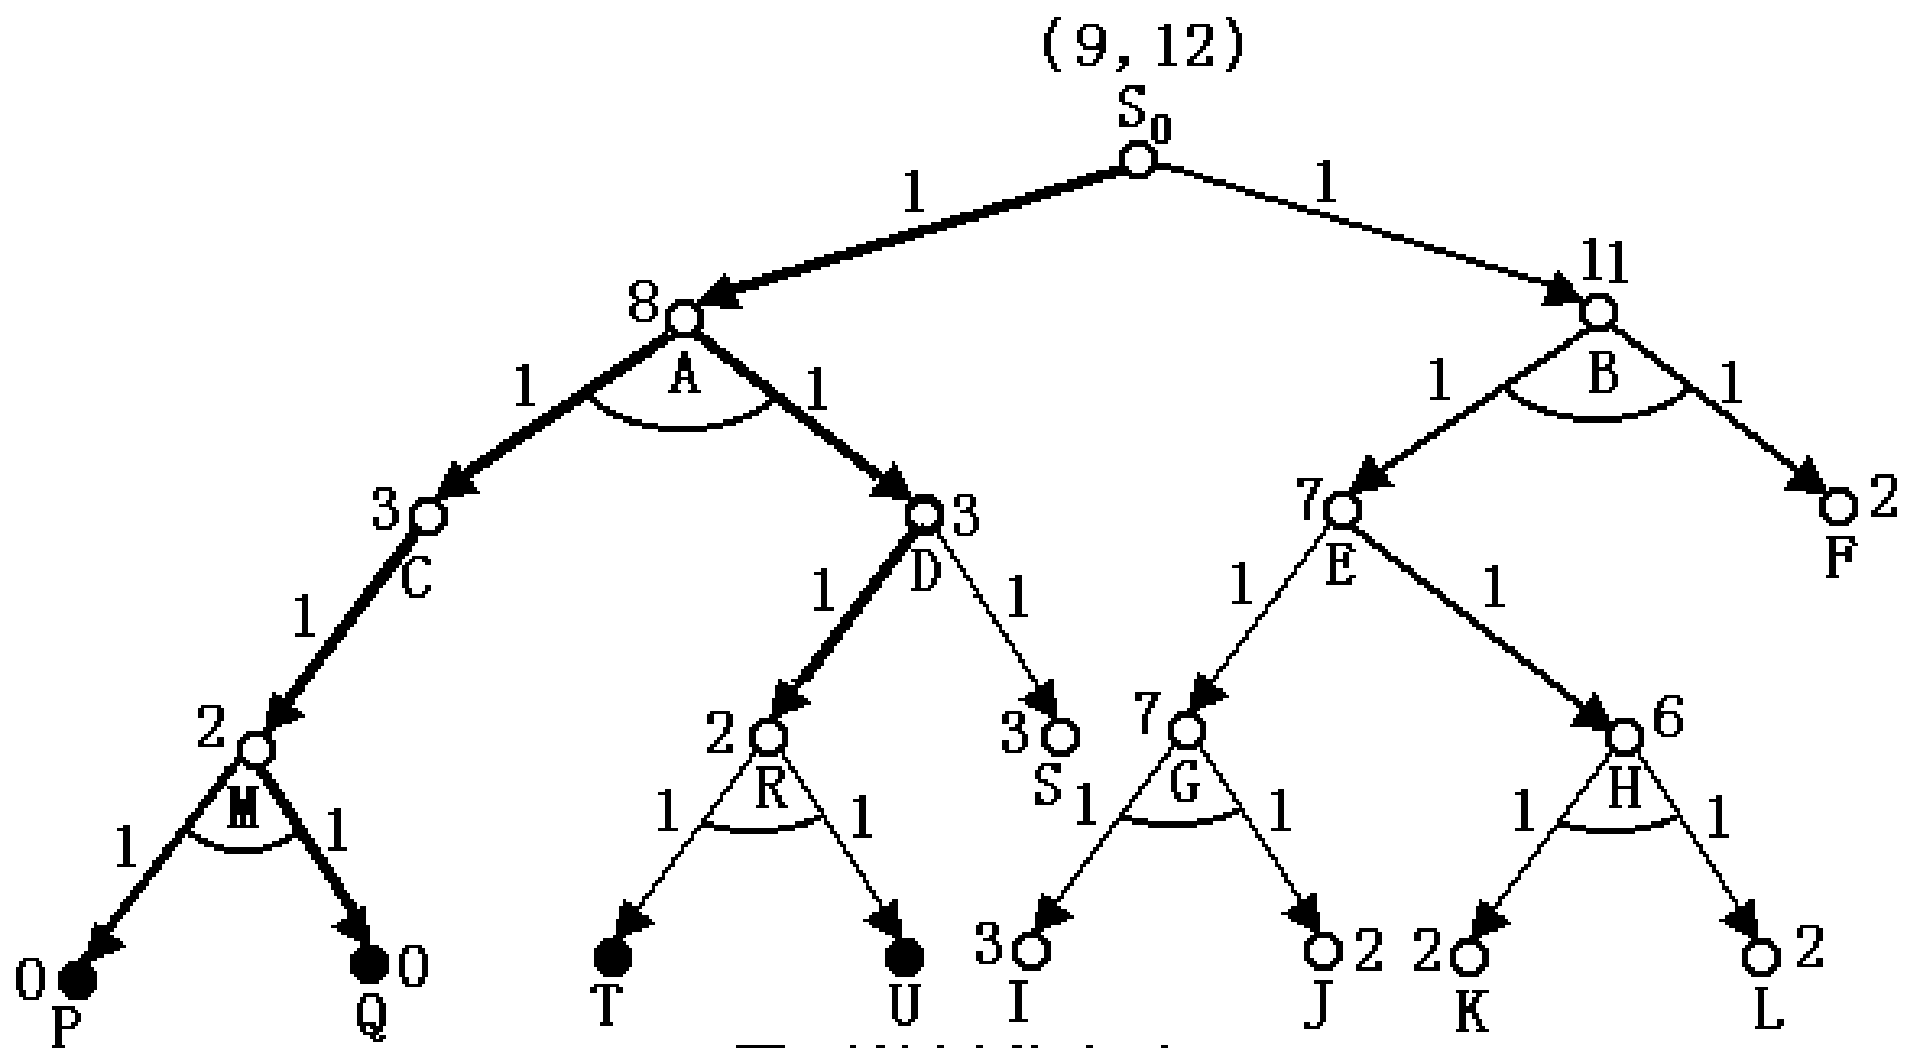 (9, 12)
S₀
1 1
8 11
A B
1 1 1 1
3 3 7 2
C D E F
1 1 1 1 1
2 2 3 7 6
M R S G H
1 1 1 1 1 1 1 1
0 0 3 2 2 2
P Q T U I J K L